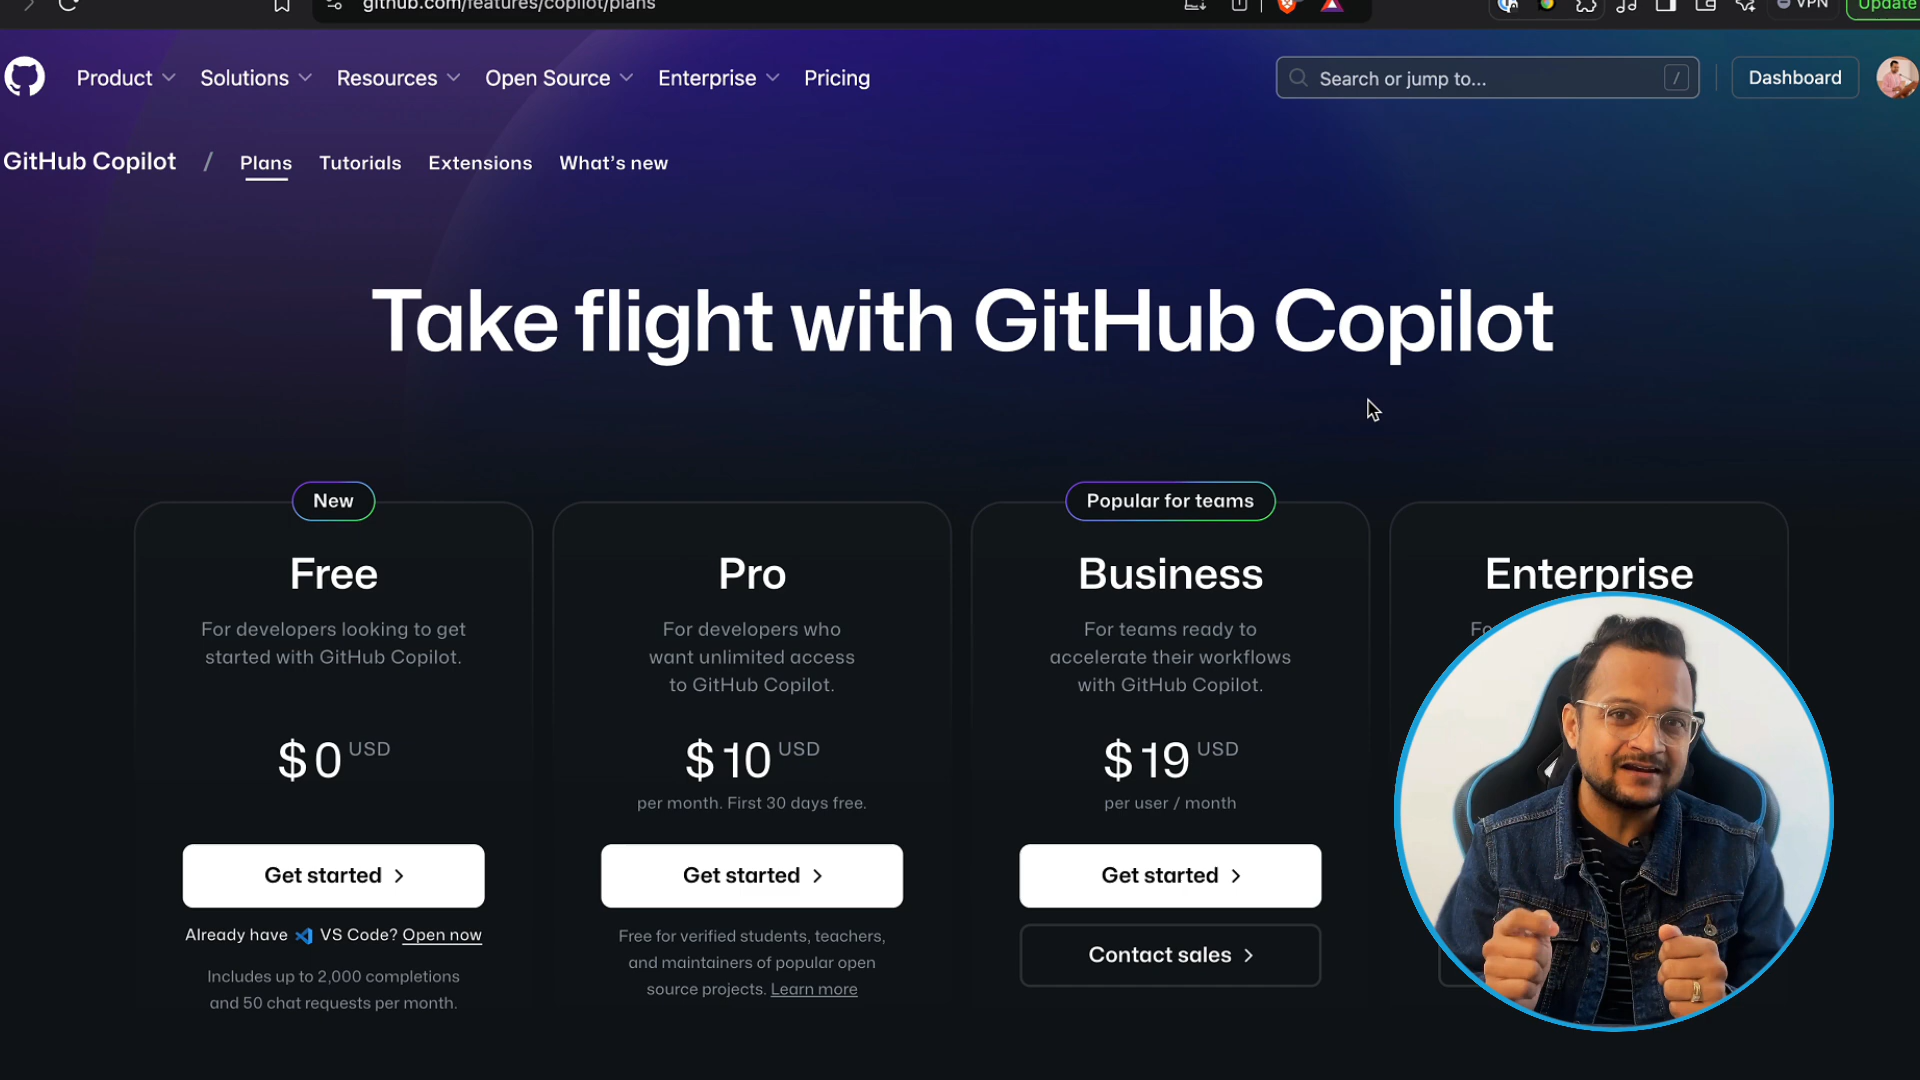 github.com/features/copilot/plans
VPN
Update
Product
Solutions
Resources
Open Source
Enterprise
Pricing
Search or jump to...
/
Dashboard
GitHub Copilot / Plans Tutorials Extensions What's new
Take flight with GitHub Copilot
New
Free
For developers looking to get
started with GitHub Copilot.
$0 USD
Get started
Already have VS Code? Open now
Includes up to 2,000 completions
and 50 chat requests per month.
Pro
For developers who
want unlimited access
to GitHub Copilot.
$10 USD
per month. First 30 days free.
Get started
Free for verified students, teachers,
and maintainers of popular open
source projects. Learn more
Popular for teams
Business
For teams ready to
accelerate their workflows
with GitHub Copilot.
$19 USD
per user / month
Get started
Contact sales
Enterprise